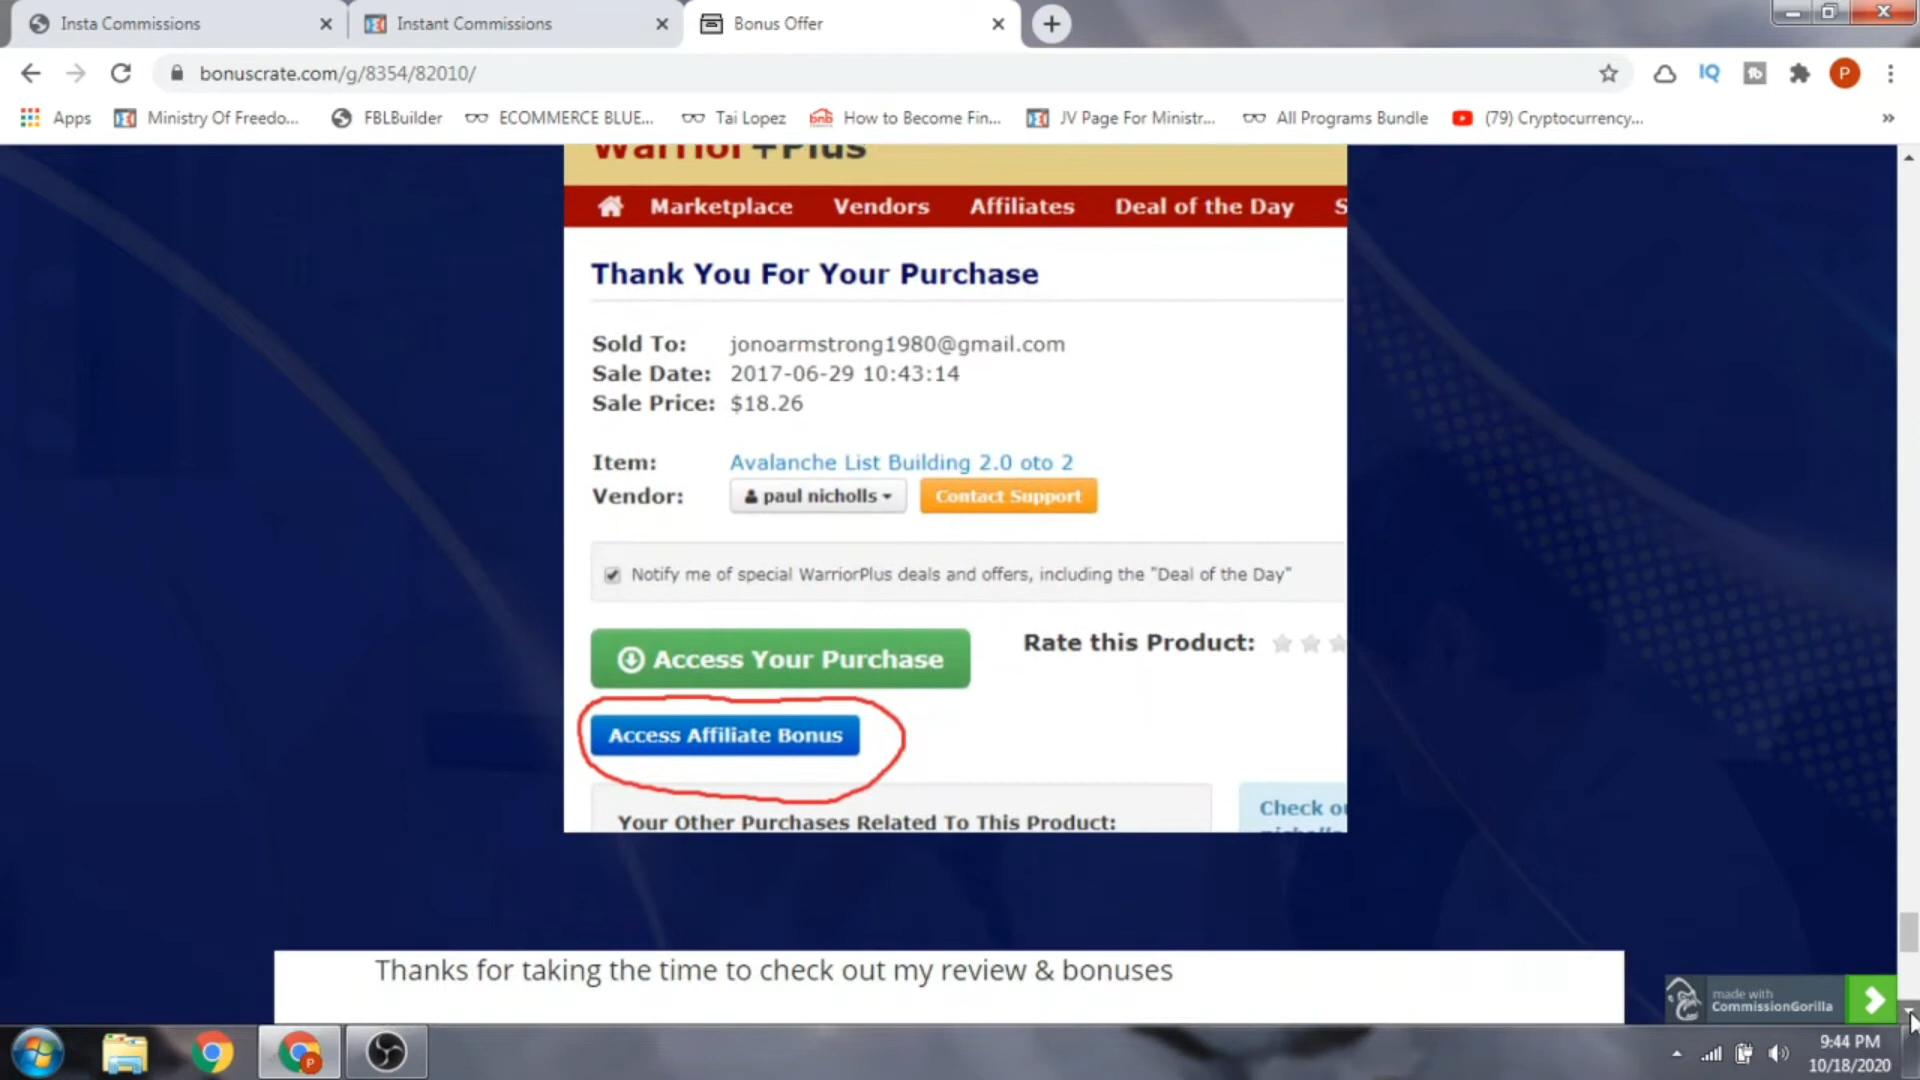 Insta Commissions
Instant Commissions
Bonus Offer
bonuscrate.com/g/8354/82010/
IQ
P
Apps
Ministry Of Freedo...
FBLBuilder
ECOMMERCE BLUE...
Tai Lopez
bnb
How to Become Fin...
JV Page For Ministr...
All Programs Bundle
(79) Cryptocurrency...
»
Warrior+Plus
Marketplace
Vendors
Affiliates
Deal of the Day
S
Thank You For Your Purchase
Sold To: jonoarmstrong1980@gmail.com
Sale Date: 2017-06-29 10:43:14
Sale Price: $18.26
Item: Avalanche List Building 2.0 oto 2
Vendor: paul nicholls
Contact Support
Notify me of special WarriorPlus deals and offers, including the "Deal of the Day"
Access Your Purchase
Rate this Product:
Access Affiliate Bonus
Your Other Purchases Related To This Product:
Check o
Thanks for taking the time to check out my review & bonuses
made with
CommissionGorilla
P
9:44 PM
10/18/2020